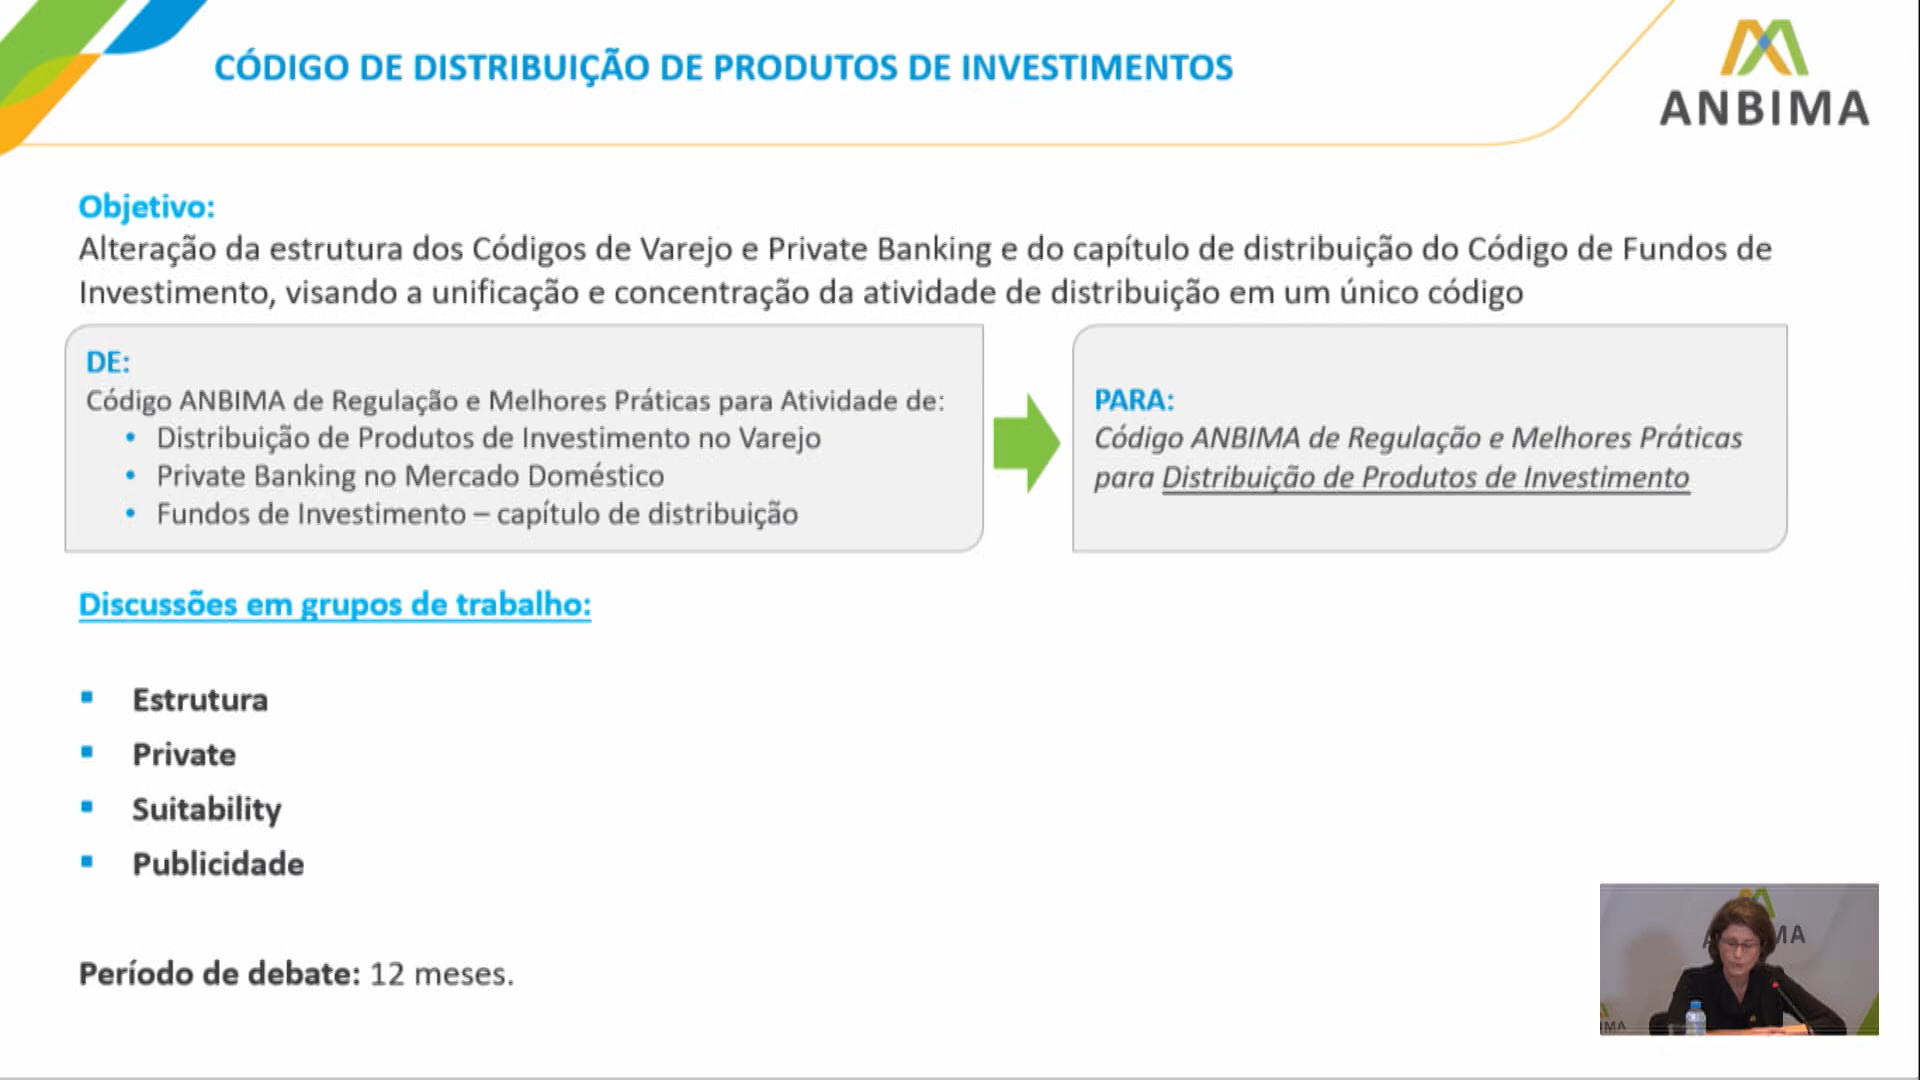 CÓDIGO DE DISTRIBUIÇÃO DE PRODUTOS DE INVESTIMENTOS
ANBIMA
Objetivo:
Alteração da estrutura dos Códigos de Varejo e Private Banking e do capítulo de distribuição do Código de Fundos de
Investimento, visando a unificação e concentração da atividade de distribuição em um único código
DE:
Código ANBIMA de Regulação e Melhores Práticas para Atividade de:
• Distribuição de Produtos de Investimento no Varejo
• Private Banking no Mercado Doméstico
• Fundos de Investimento – capítulo de distribuição
PARA:
Código ANBIMA de Regulação e Melhores Práticas
para Distribuição de Produtos de Investimento
Discussões em grupos de trabalho:
▪ Estrutura
▪ Private
▪ Suitability
▪ Publicidade
Período de debate: 12 meses.